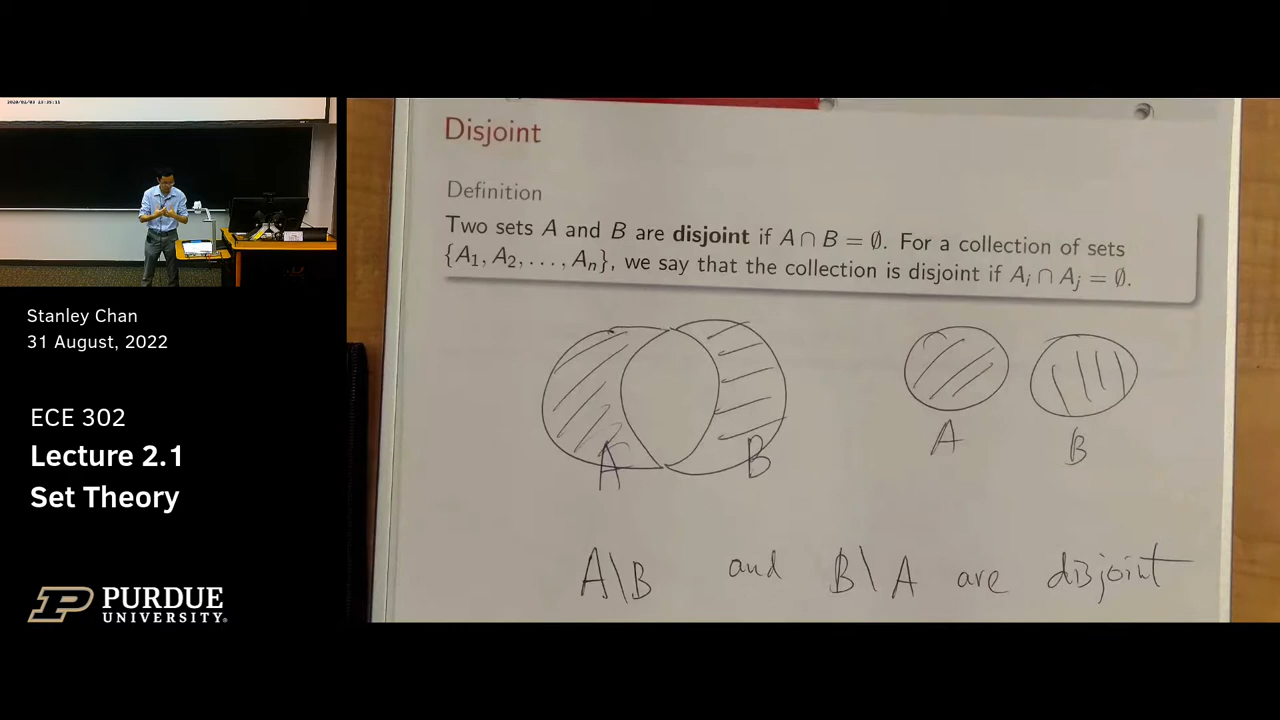 Disjoint
Definition
Two sets A and B are disjoint if A ∩ B = ∅. For a collection of sets
{A₁, A₂, . . . , Aₙ}, we say that the collection is disjoint if Aᵢ ∩ Aⱼ = ∅.
A B
A B
A\B and B\A are disjoint
Stanley Chan
31 August, 2022
ECE 302
Lecture 2.1
Set Theory
P PURDUE
UNIVERSITY®